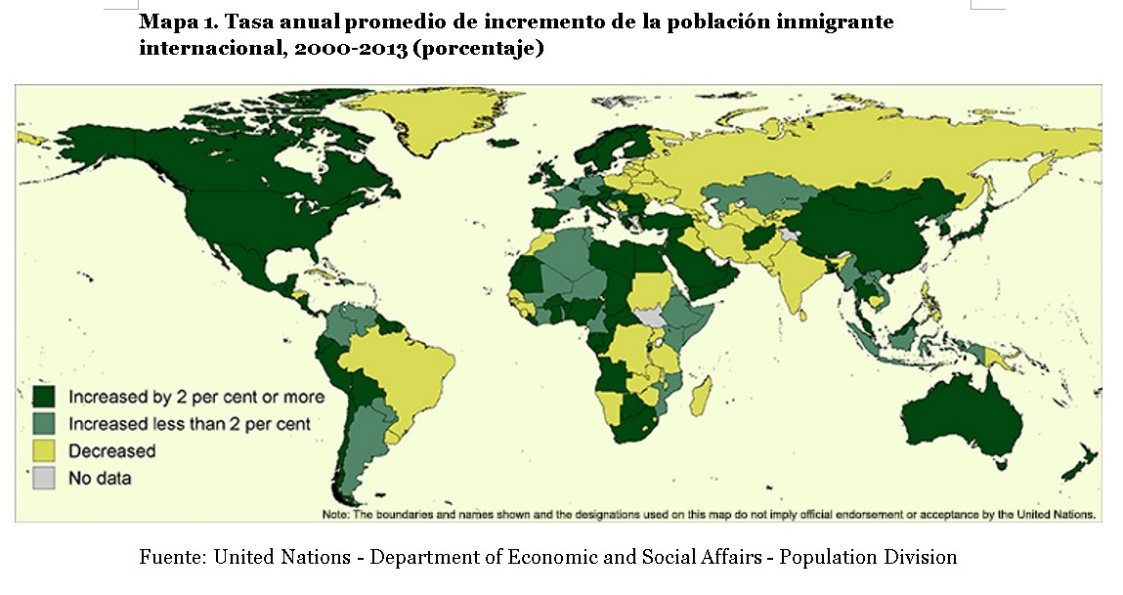 Mapa 1. Tasa anual promedio de incremento de la población inmigrante
internacional, 2000-2013 (porcentaje)
Increased by 2 per cent or more
Increased less than 2 per cent
Decreased
No data
Note: The boundaries and names shown and the designations used on this map do not imply official endorsement or acceptance by the United Nations.
Fuente: United Nations - Department of Economic and Social Affairs - Population Division